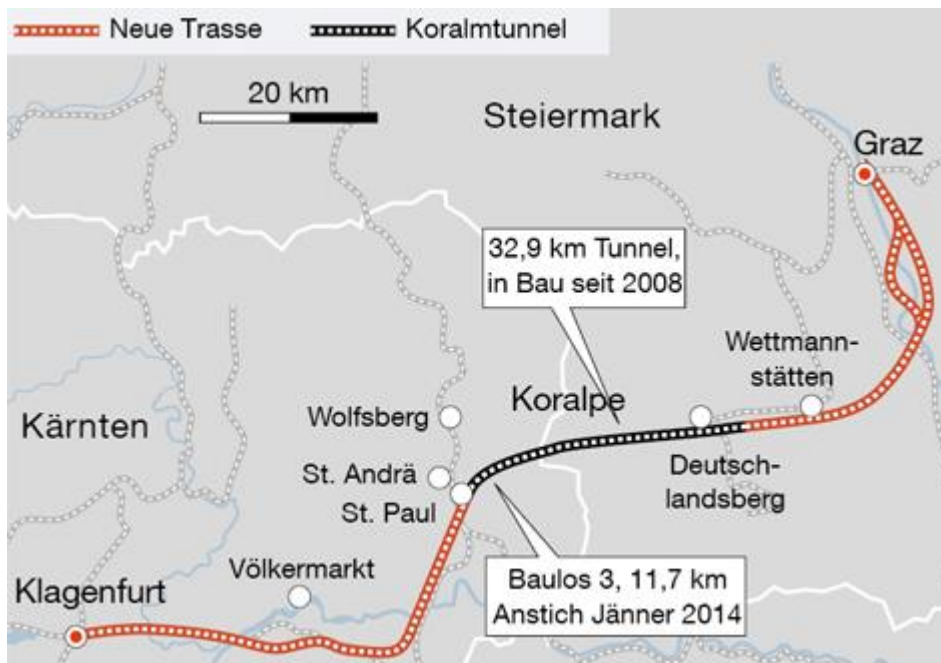 Neue Trasse
Koralmtunnel
20 km
Steiermark
Graz
32,9 km Tunnel,
in Bau seit 2008
Wettmann-
stätten
Koralpe
Wolfsberg
Kärnten
St. Andrä
Deutsch-
landsberg
St. Paul
Völkermarkt
Baulos 3, 11,7 km
Anstich Jänner 2014
Klagenfurt